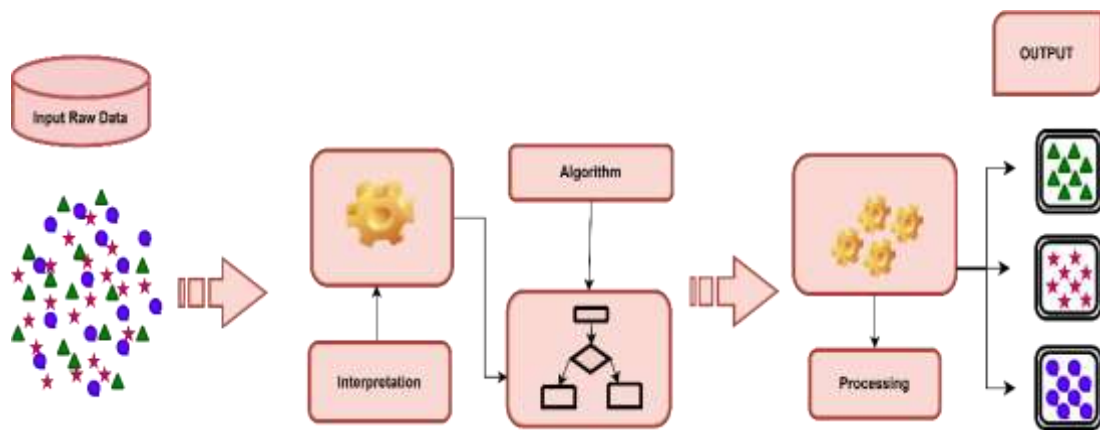 Input Raw Data
Interpretation
Algorithm
Processing
OUTPUT